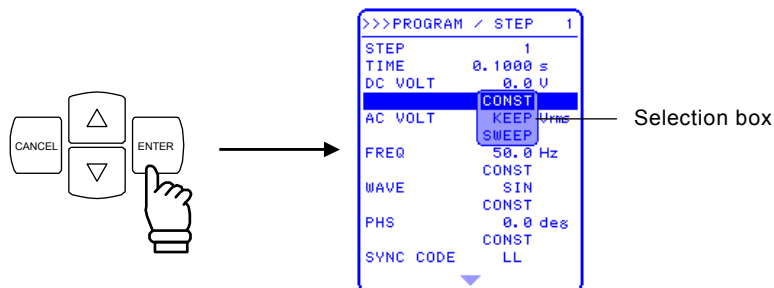 CANCEL
ENTER
>>>PROGRAM / STEP 1
STEP 1
TIME 0.1000 s
DC VOLT 0.0 V
CONST
AC VOLT KEEP Vrms
SWEEP
FREQ 50.0 Hz
CONST
WAVE SIN
CONST
PHS 0.0 deg
CONST
SYNC CODE LL
Selection box